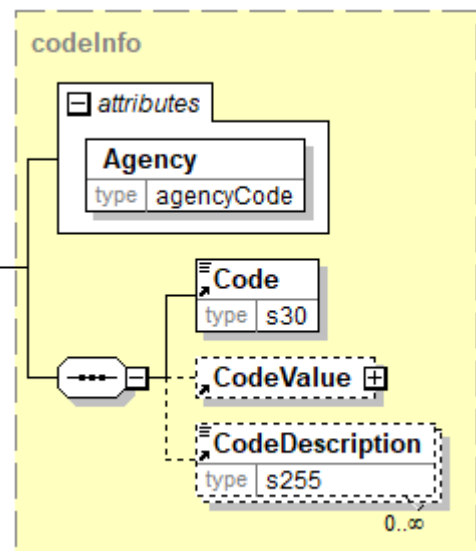 codeInfo
attributes
Agency
type agencyCode
Code
type s30
CodeValue
CodeDescription
type s255
0..∞